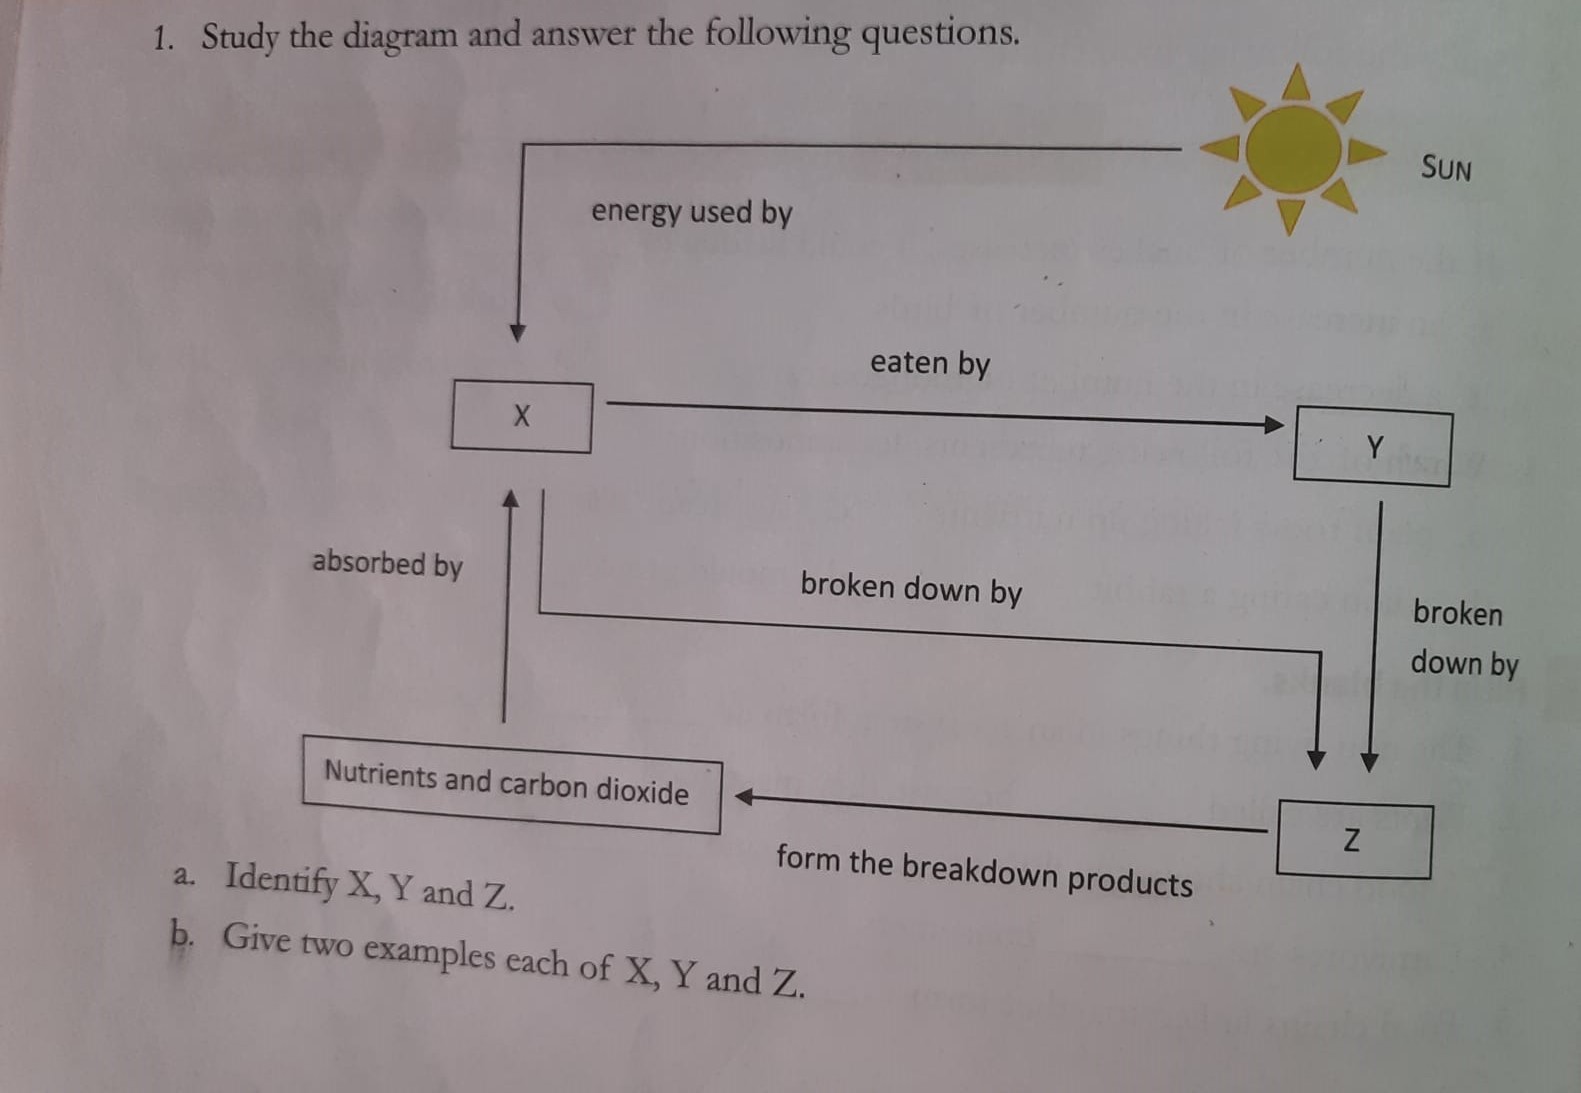 1. Study the diagram and answer the following questions.
SUN
energy used by
eaten by
X
Y
absorbed by
broken down by
broken
down by
Nutrients and carbon dioxide
Z
form the breakdown products
a. Identify X, Y and Z.
b. Give two examples each of X, Y and Z.